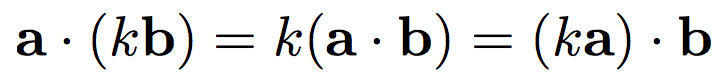 𝐚 · (𝑘𝐛) = 𝑘(𝐚 · 𝐛) = (𝑘𝐚) · 𝐛